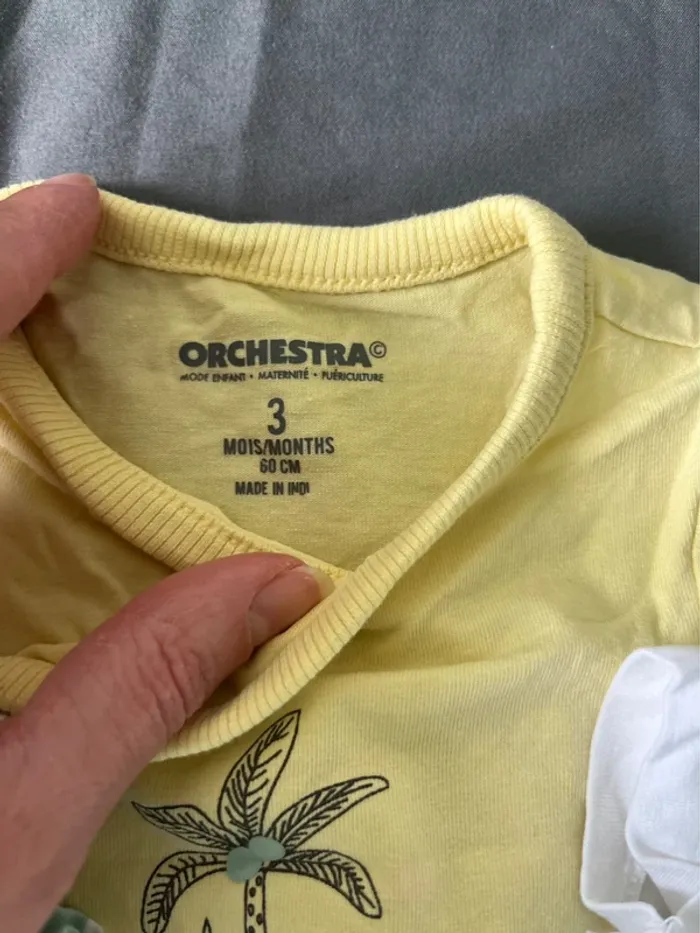 ORCHESTRA©
MODE ENFANT • MATERNITÉ • PUÉRICULTURE
3
MOIS/MONTHS
60 CM
MADE IN INDI